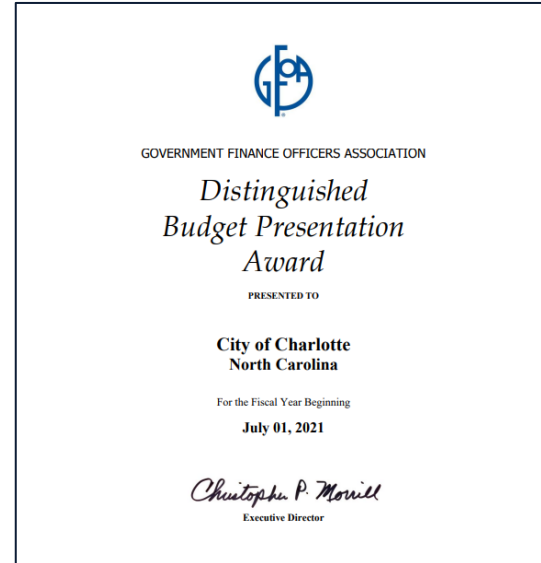 GFOA
GOVERNMENT FINANCE OFFICERS ASSOCIATION
Distinguished
Budget Presentation
Award
PRESENTED TO
City of Charlotte
North Carolina
For the Fiscal Year Beginning
July 01, 2021
Christopher P. Morrill
Executive Director